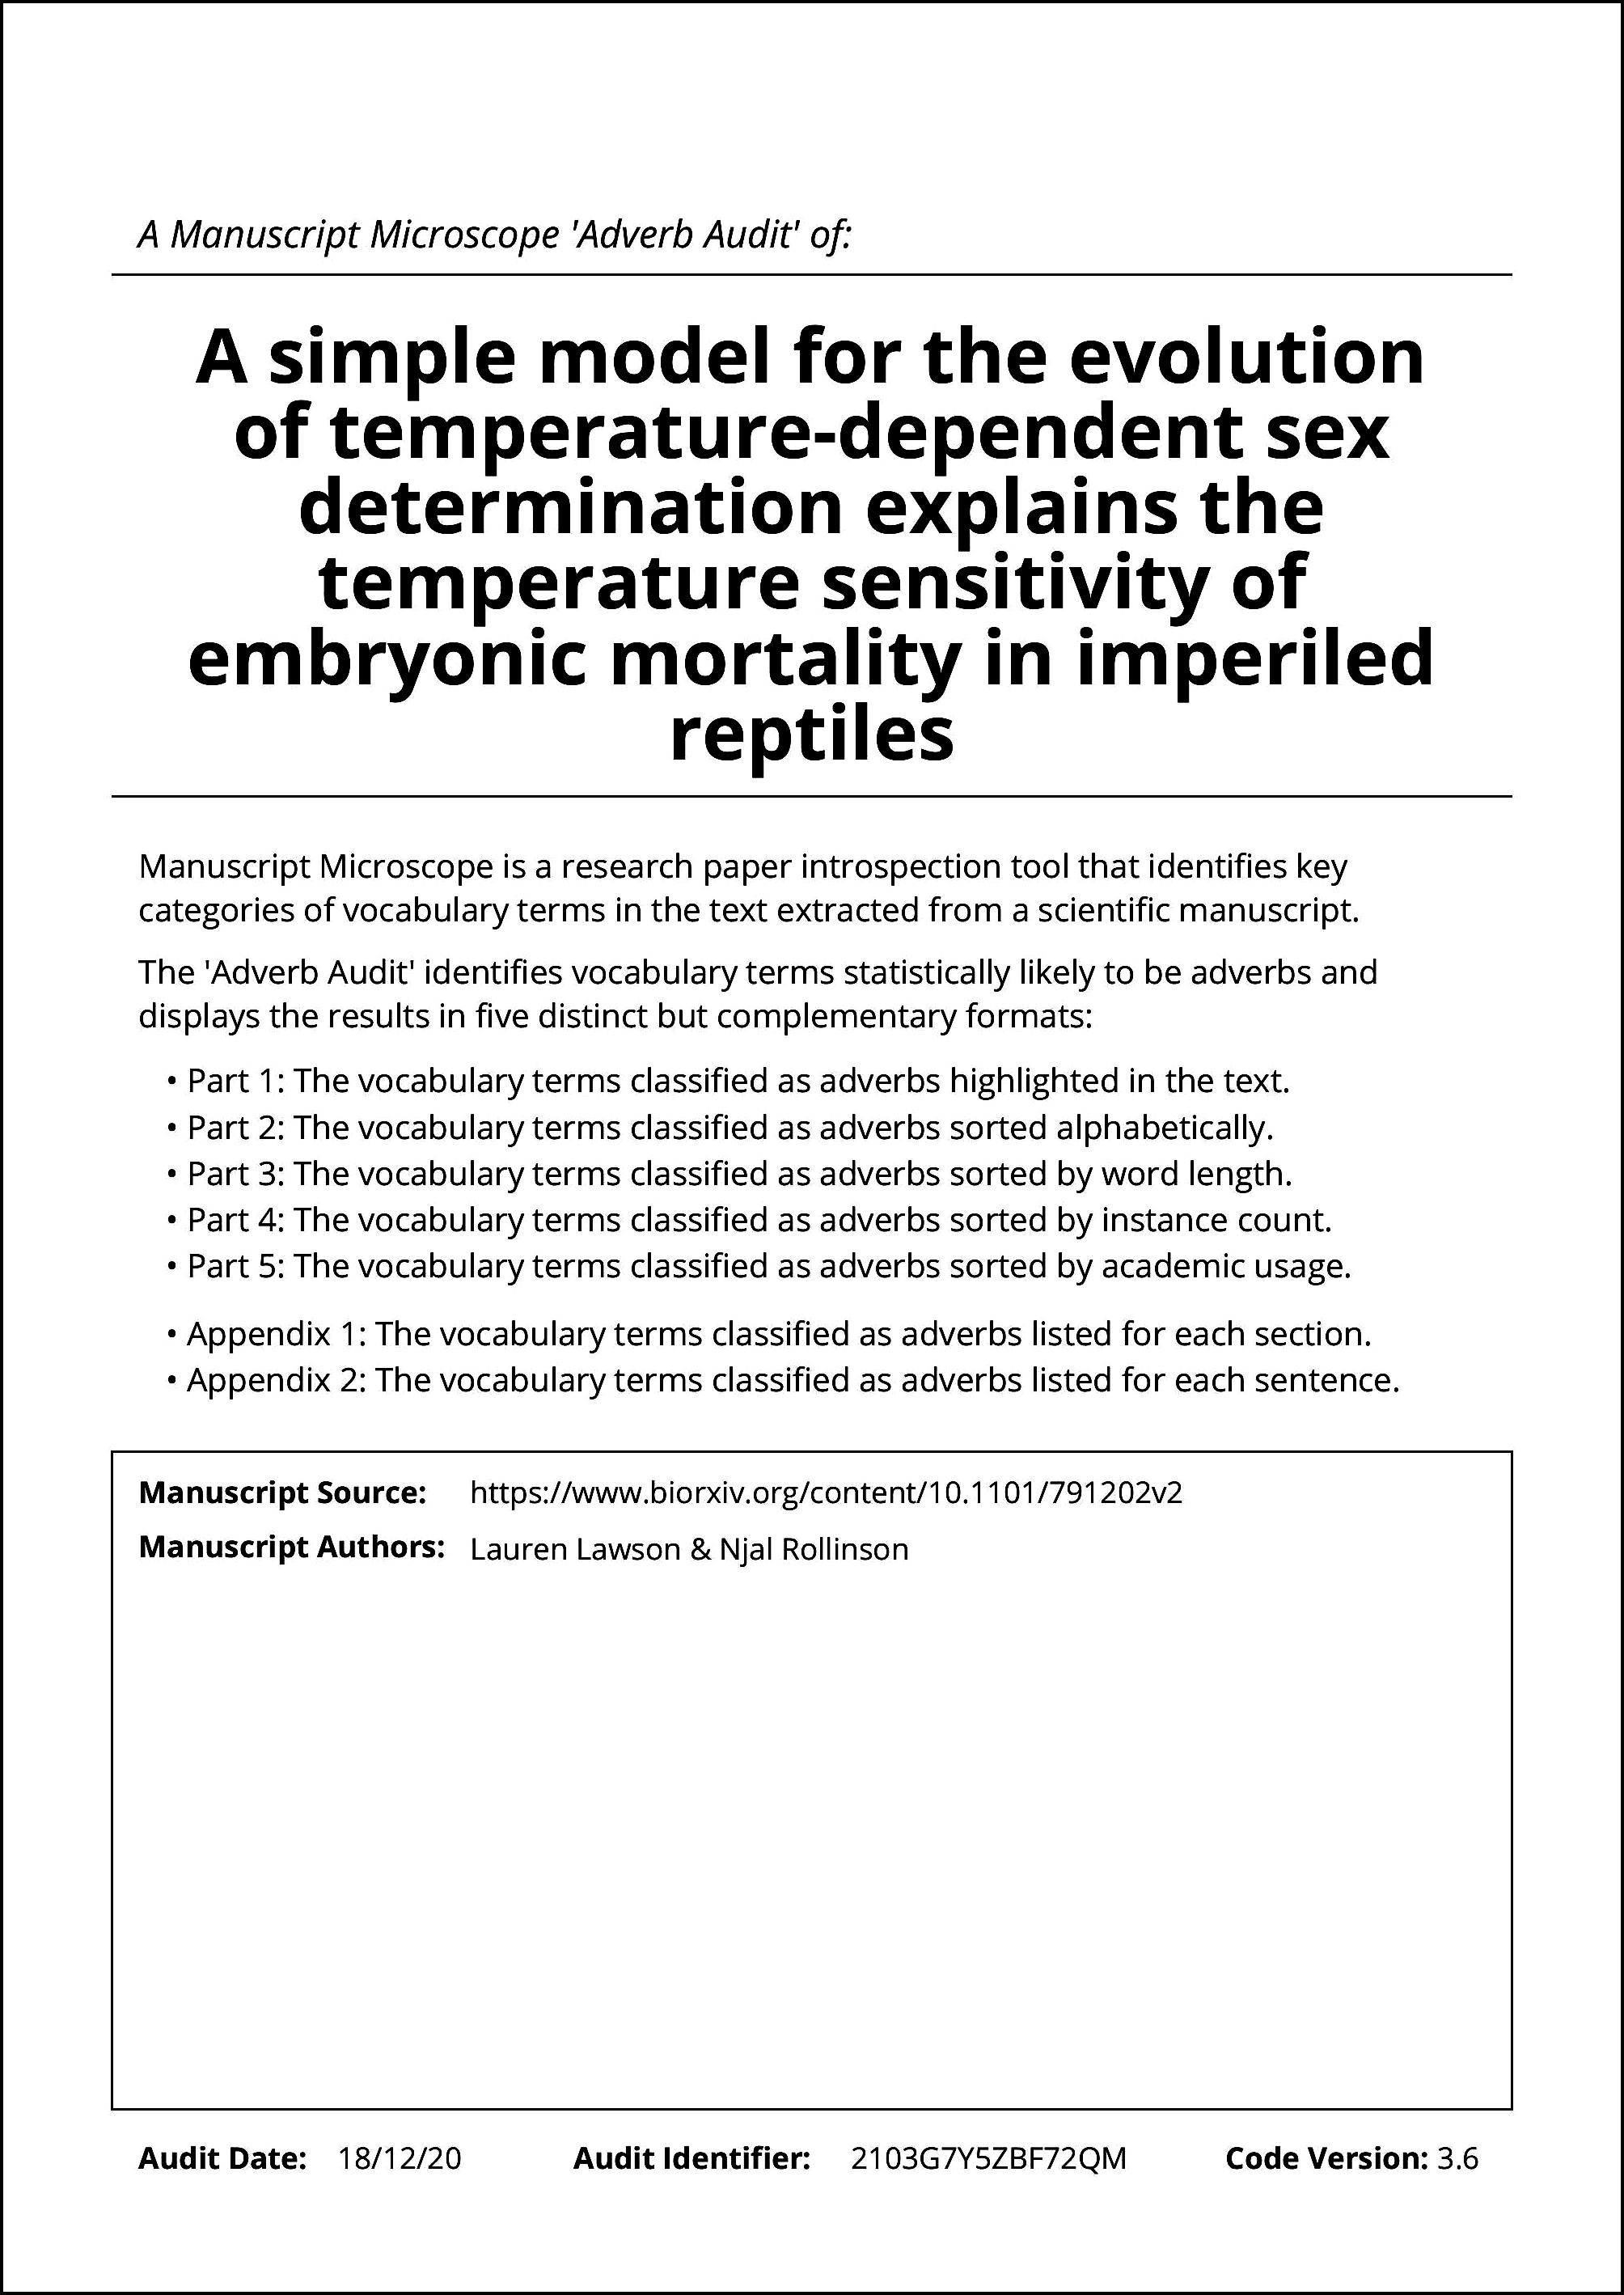 A Manuscript Microscope 'Adverb Audit' of:
A simple model for the evolution
of temperature-dependent sex
determination explains the
temperature sensitivity of
embryonic mortality in imperiled
reptiles
Manuscript Microscope is a research paper introspection tool that identifies key
categories of vocabulary terms in the text extracted from a scientific manuscript.
The 'Adverb Audit' identifies vocabulary terms statistically likely to be adverbs and
displays the results in five distinct but complementary formats:
• Part 1: The vocabulary terms classified as adverbs highlighted in the text.
• Part 2: The vocabulary terms classified as adverbs sorted alphabetically.
• Part 3: The vocabulary terms classified as adverbs sorted by word length.
• Part 4: The vocabulary terms classified as adverbs sorted by instance count.
• Part 5: The vocabulary terms classified as adverbs sorted by academic usage.
• Appendix 1: The vocabulary terms classified as adverbs listed for each section.
• Appendix 2: The vocabulary terms classified as adverbs listed for each sentence.
Manuscript Source: https://www.biorxiv.org/content/10.1101/791202v2
Manuscript Authors: Lauren Lawson & Njal Rollinson
Audit Date: 18/12/20 Audit Identifier: 2103G7Y5ZBF72QM Code Version: 3.6